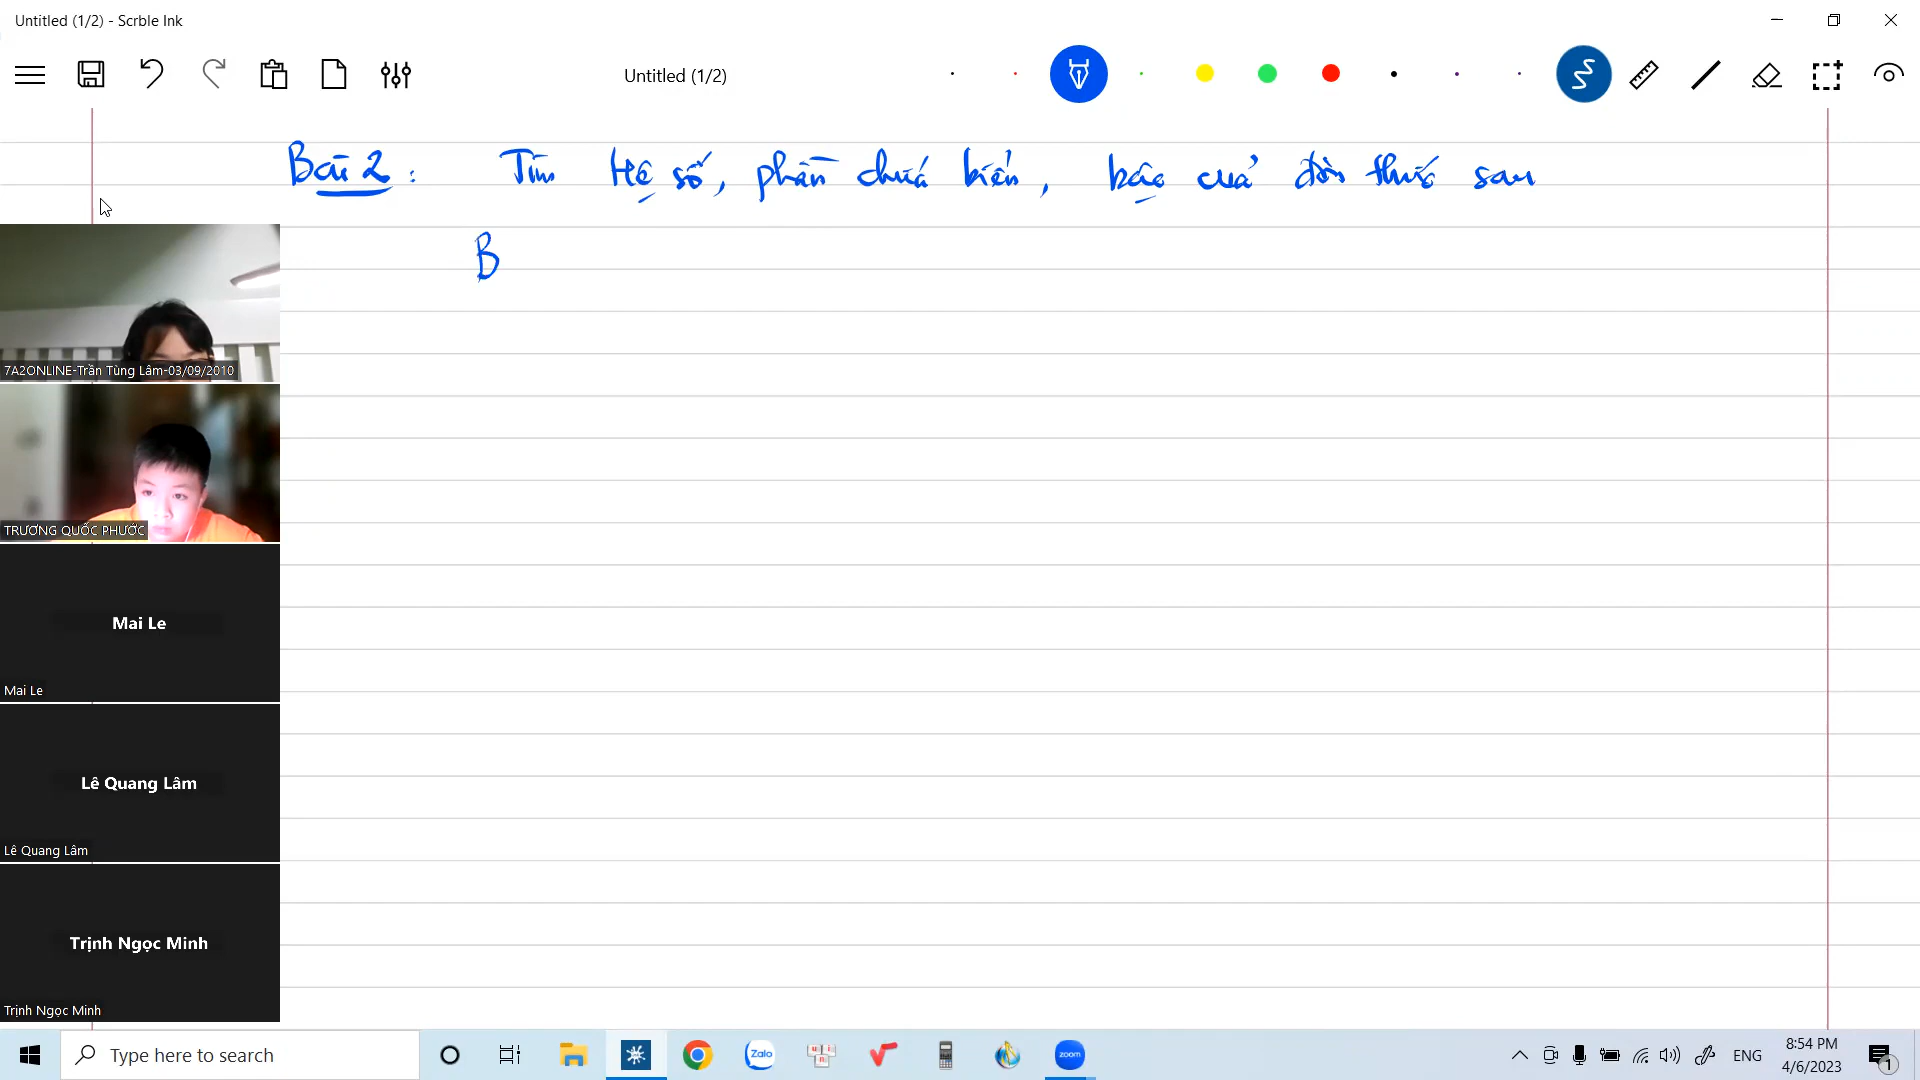 Untitled (1/2) - Scrble Ink
Untitled (1/2)
Bài 2 : Tìm Hệ số, phần chứa biến, bậc của đơn thức sau
B
7A2ONLINE-Trần Tùng Lâm-03/09/2010
TRƯƠNG QUỐC PHƯỚC
Mai Le
Mai Le
Lê Quang Lâm
Lê Quang Lâm
Trịnh Ngọc Minh
Trịnh Ngọc Minh
Type here to search
Zalo
zoom
ENG
8:54 PM
4/6/2023
1